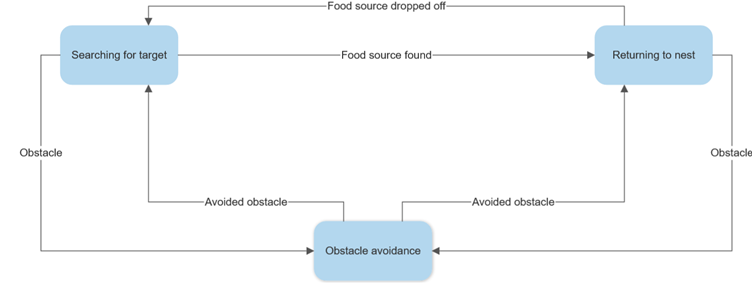 Food source dropped off
Searching for target
Food source found
Returning to nest
Obstacle
Obstacle
Avoided obstacle
Avoided obstacle
Obstacle avoidance